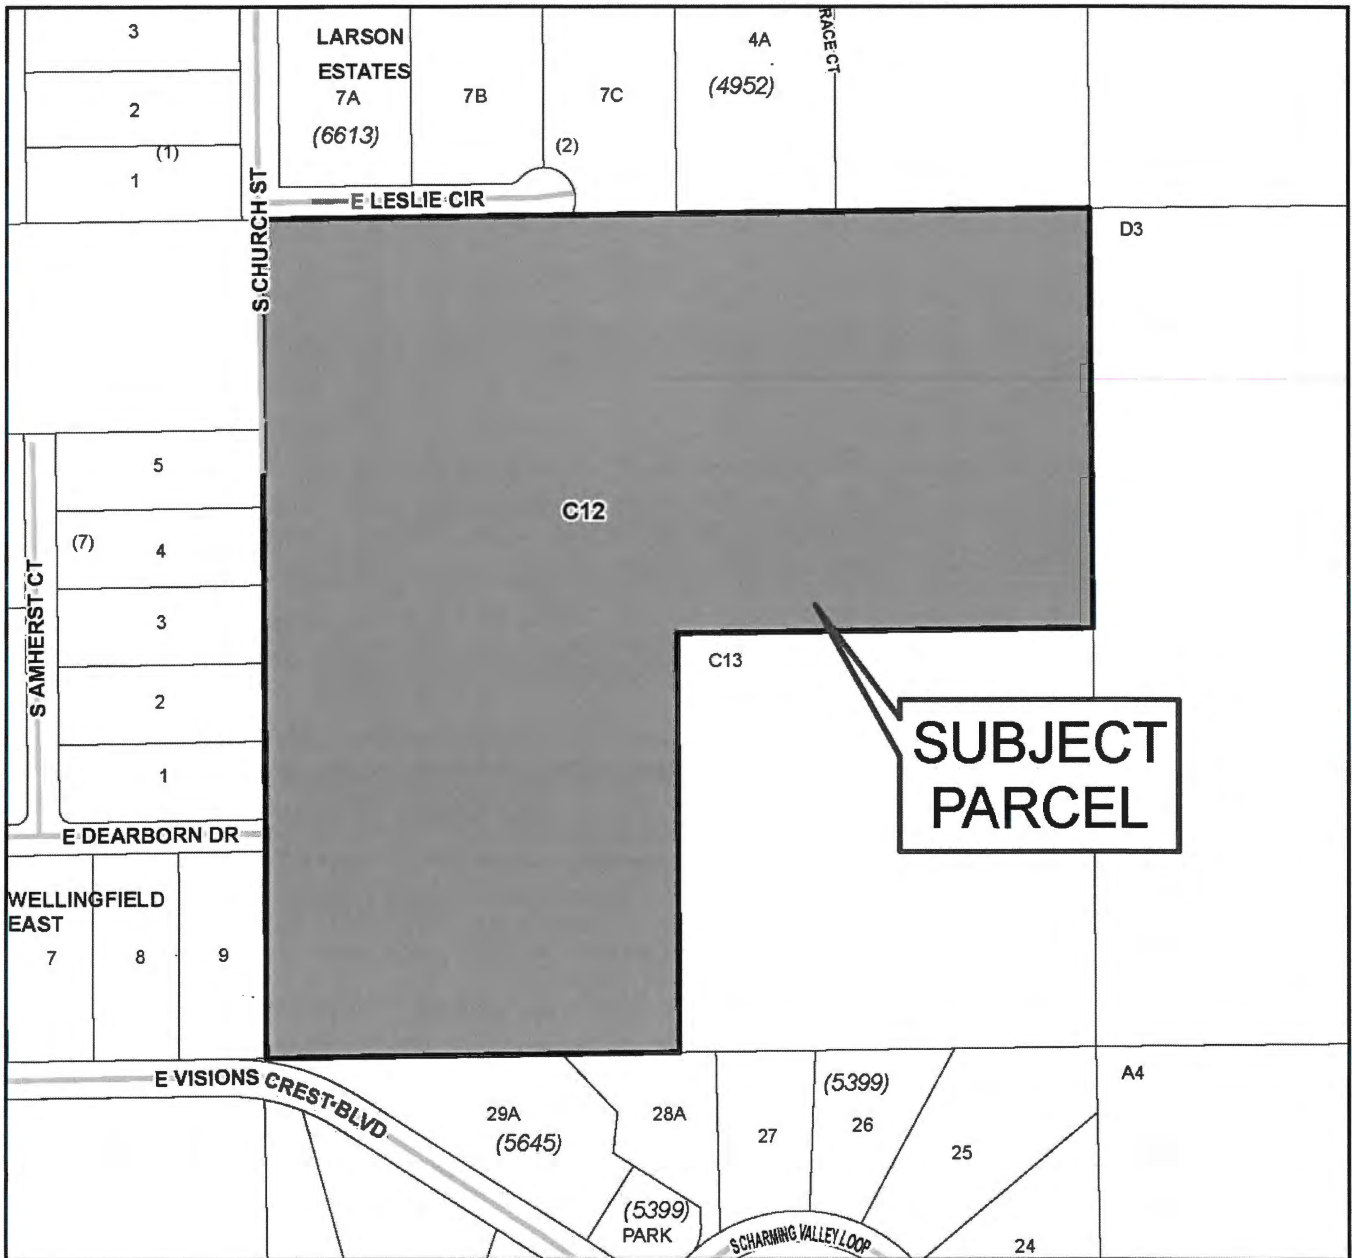 3
LARSON
ESTATES
4A
RACE CT
2
7A
7B
7C
(4952)
(6613)
(1)
(2)
1
E LESLIE CIR
S CHURCH ST
D3
5
C12
(7)
4
S AMHERST CT
3
C13
2
SUBJECT
PARCEL
1
E DEARBORN DR
WELLINGFIELD
EAST
7
8
9
E VISIONS CREST BLVD
A4
(5399)
29A
28A
27
26
(5645)
25
(5399)
PARK
S CHARMING VALLEY LOOP
24